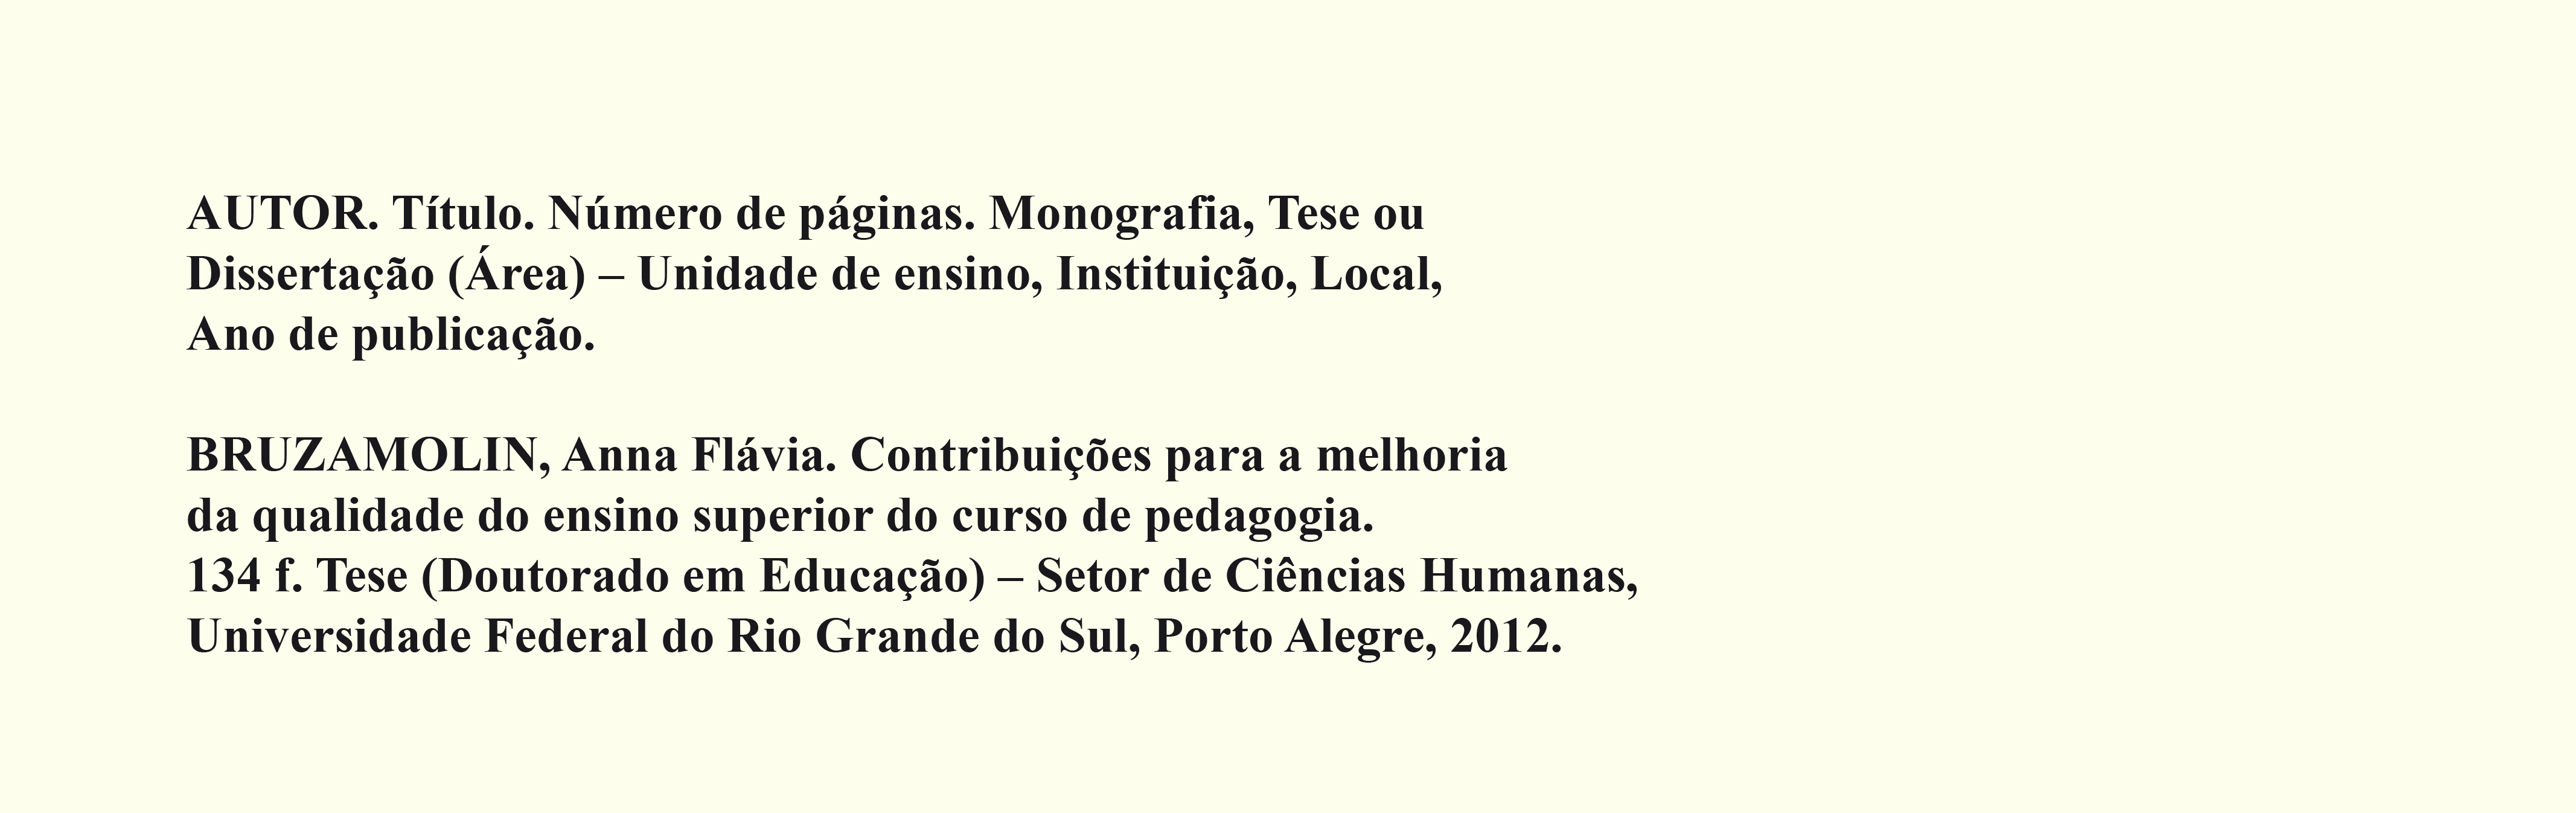 AUTOR. Título. Número de páginas. Monografia, Tese ou
Dissertação (Área) – Unidade de ensino, Instituição, Local,
Ano de publicação.
BRUZAMOLIN, Anna Flávia. Contribuições para a melhoria
da qualidade do ensino superior do curso de pedagogia.
134 f. Tese (Doutorado em Educação) – Setor de Ciências Humanas,
Universidade Federal do Rio Grande do Sul, Porto Alegre, 2012.